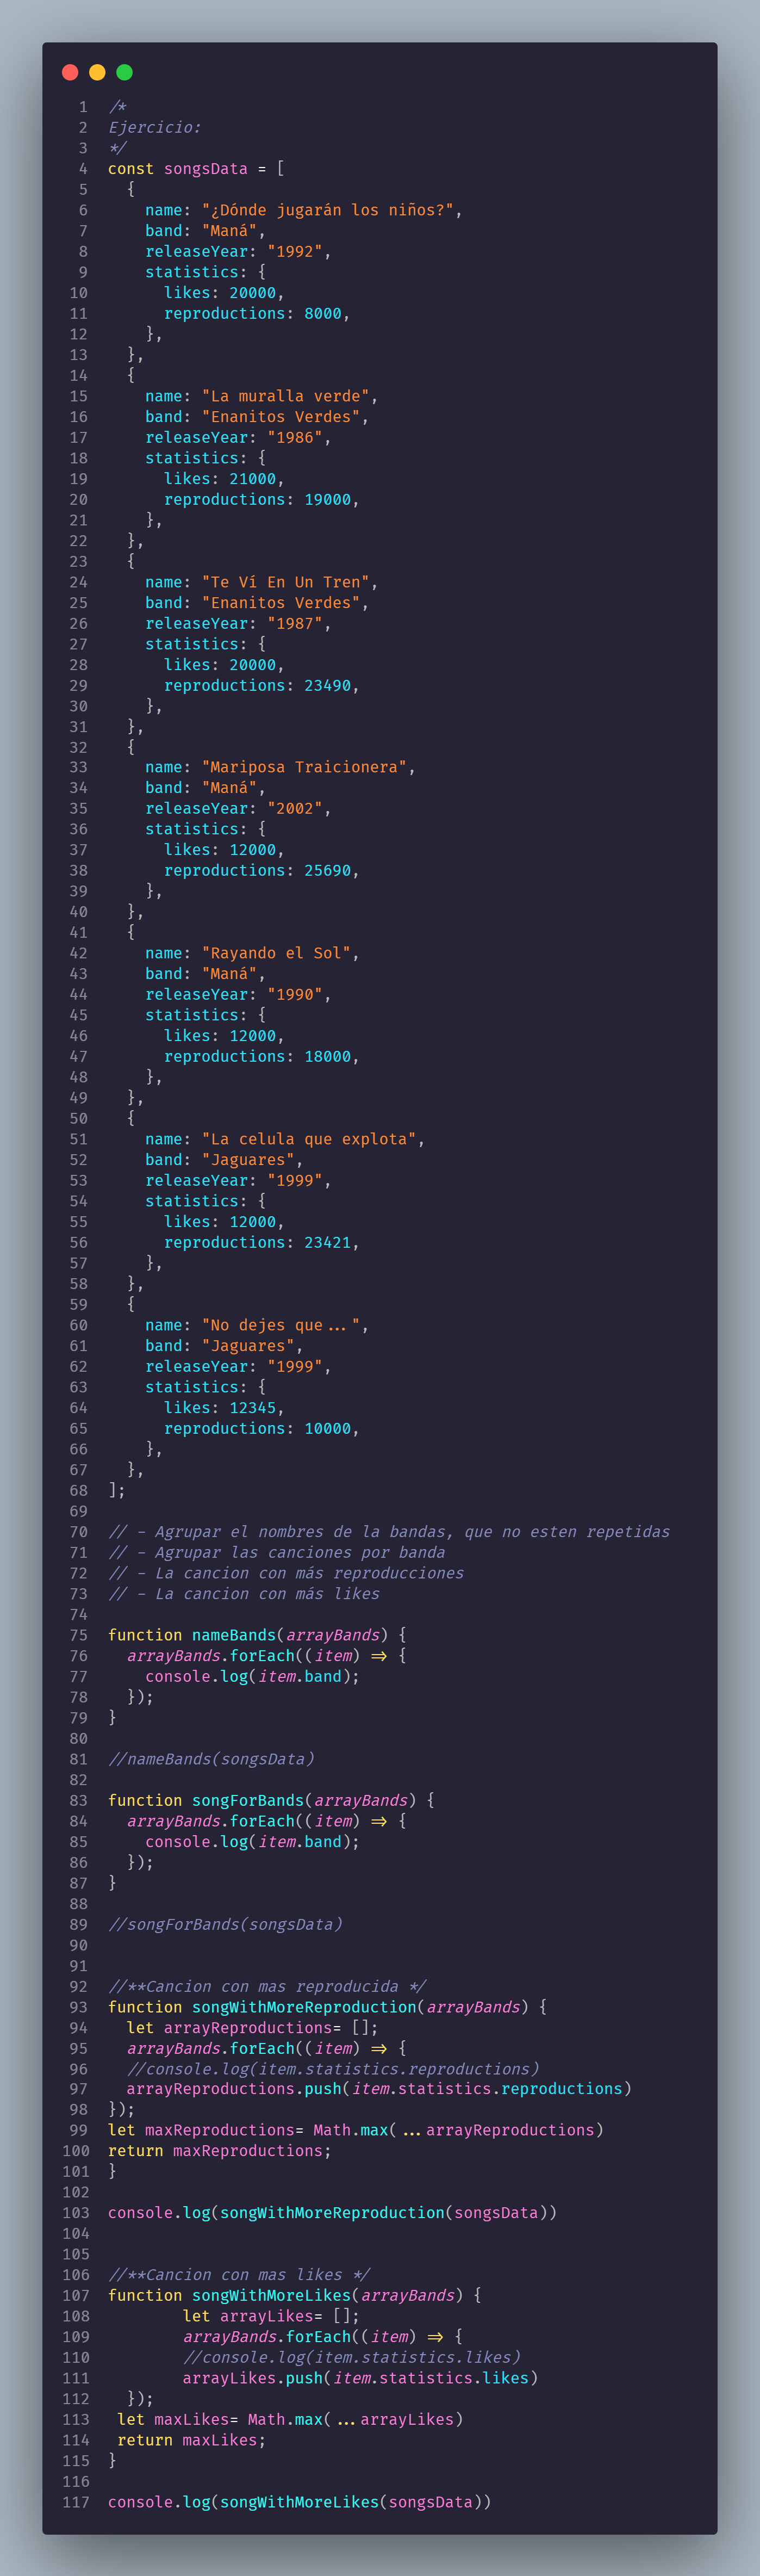 1 /*
2 Ejercicio:
3 */
4 const songsData = [
5   {
6     name: "¿Dónde jugarán los niños?",
7     band: "Maná",
8     releaseYear: "1992",
9     statistics: {
10       likes: 20000,
11       reproductions: 8000,
12     },
13   },
14   {
15     name: "La muralla verde",
16     band: "Enanitos Verdes",
17     releaseYear: "1986",
18     statistics: {
19       likes: 21000,
20       reproductions: 19000,
21     },
22   },
23   {
24     name: "Te Ví En Un Tren",
25     band: "Enanitos Verdes",
26     releaseYear: "1987",
27     statistics: {
28       likes: 20000,
29       reproductions: 23490,
30     },
31   },
32   {
33     name: "Mariposa Traicionera",
34     band: "Maná",
35     releaseYear: "2002",
36     statistics: {
37       likes: 12000,
38       reproductions: 25690,
39     },
40   },
41   {
42     name: "Rayando el Sol",
43     band: "Maná",
44     releaseYear: "1990",
45     statistics: {
46       likes: 12000,
47       reproductions: 18000,
48     },
49   },
50   {
51     name: "La celula que explota",
52     band: "Jaguares",
53     releaseYear: "1999",
54     statistics: {
55       likes: 12000,
56       reproductions: 23421,
57     },
58   },
59   {
60     name: "No dejes que...",
61     band: "Jaguares",
62     releaseYear: "1999",
63     statistics: {
64       likes: 12345,
65       reproductions: 10000,
66     },
67   },
68 ];
69
70 // - Agrupar el nombres de la bandas, que no esten repetidas
71 // - Agrupar las canciones por banda
72 // - La cancion con más reproducciones
73 // - La cancion con más likes
74
75 function nameBands(arrayBands) {
76   arrayBands.forEach((item) => {
77     console.log(item.band);
78   });
79 }
80
81 //nameBands(songsData)
82
83 function songForBands(arrayBands) {
84   arrayBands.forEach((item) => {
85     console.log(item.band);
86   });
87 }
88
89 //songForBands(songsData)
90
91
92 //**Cancion con mas reproducida */
93 function songWithMoreReproduction(arrayBands) {
94   let arrayReproductions= [];
95   arrayBands.forEach((item) => {
96   //console.log(item.statistics.reproductions)
97   arrayReproductions.push(item.statistics.reproductions)
98 });
99 let maxReproductions= Math.max(...arrayReproductions)
100 return maxReproductions;
101 }
102
103 console.log(songWithMoreReproduction(songsData))
104
105
106 //**Cancion con mas likes */
107 function songWithMoreLikes(arrayBands) {
108         let arrayLikes= [];
109         arrayBands.forEach((item) => {
110         //console.log(item.statistics.likes)
111         arrayLikes.push(item.statistics.likes)
112   });
113  let maxLikes= Math.max(...arrayLikes)
114  return maxLikes;
115 }
116
117 console.log(songWithMoreLikes(songsData))